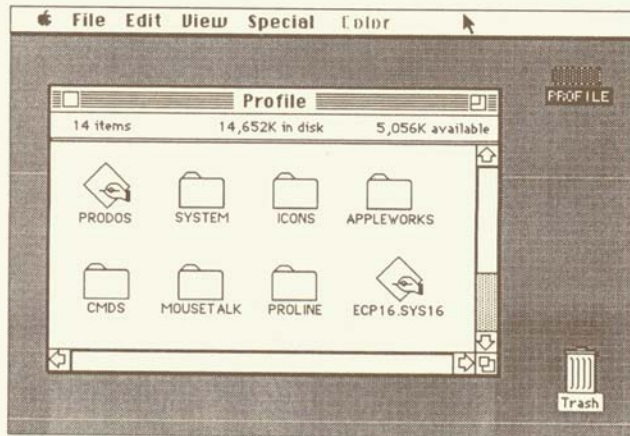 File Edit View Special Color
PROFILE
Profile
14 items 14,652K in disk 5,056K available
PRODOS SYSTEM ICONS APPLEWORKS
CMDS MOUSETALK PROLINE ECP16.SYS16
Trash